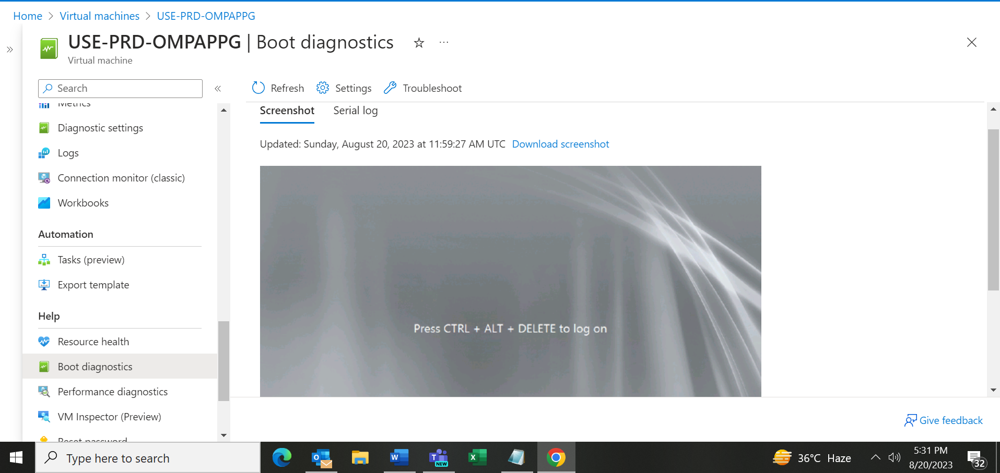 Home > Virtual machines > USE-PRD-OMPAPPG
USE-PRD-OMPAPPG | Boot diagnostics
Virtual machine
Search
Refresh
Settings
Troubleshoot
Metrics
Diagnostic settings
Logs
Connection monitor (classic)
Workbooks
Automation
Tasks (preview)
Export template
Help
Resource health
Boot diagnostics
Performance diagnostics
VM Inspector (Preview)
Reset password
Screenshot
Serial log
Updated: Sunday, August 20, 2023 at 11:59:27 AM UTC Download screenshot
Press CTRL + ALT + DELETE to log on
Give feedback
Type here to search
NEW
36°C Haze
5:31 PM
8/20/2023
32